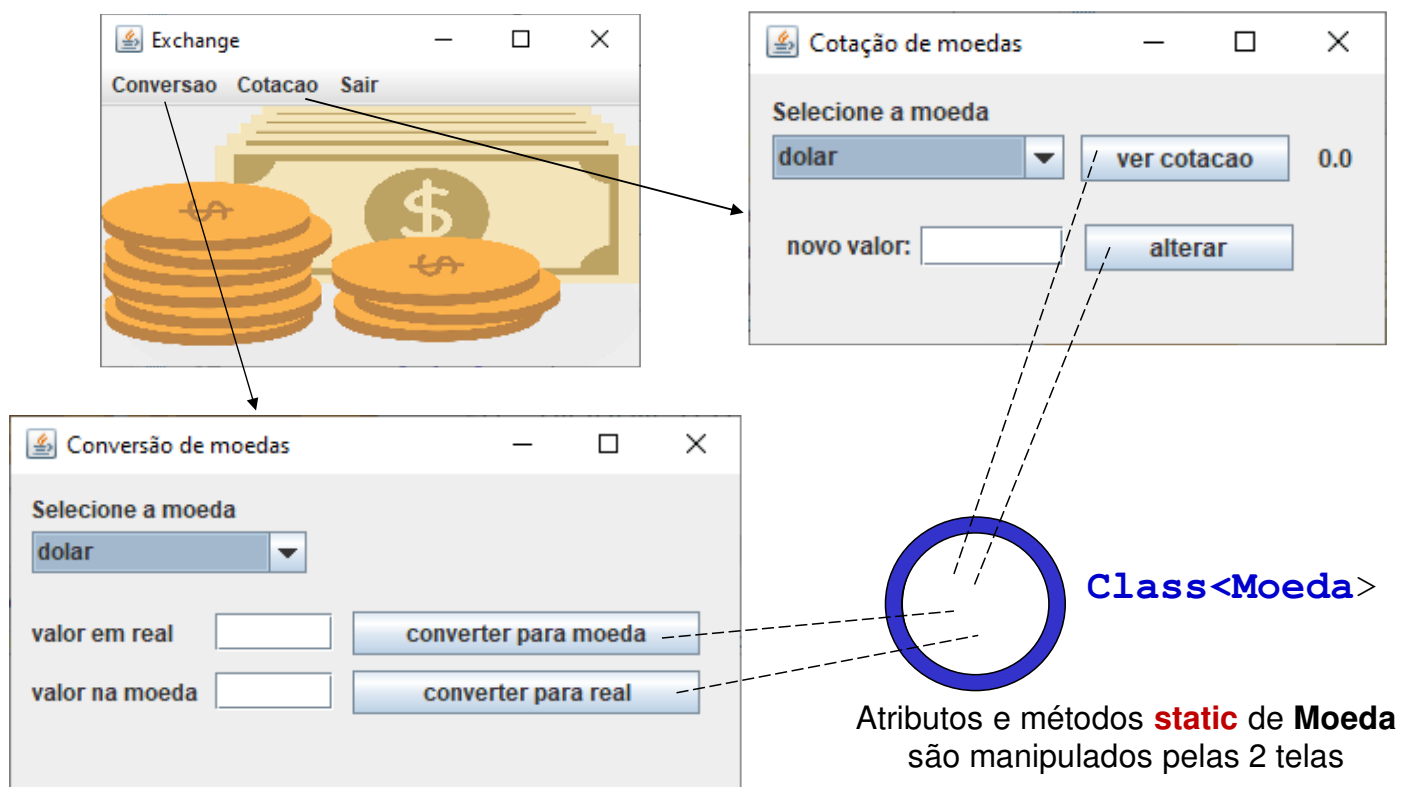 Exchange
Conversao Cotacao Sair
$
$ $
Cotação de moedas
Selecione a moeda
dolar ver cotacao 0.0
novo valor: alterar
Conversão de moedas
Selecione a moeda
dolar
valor em real converter para moeda
valor na moeda converter para real
Class<Moeda>
Atributos e métodos static de Moeda
são manipulados pelas 2 telas